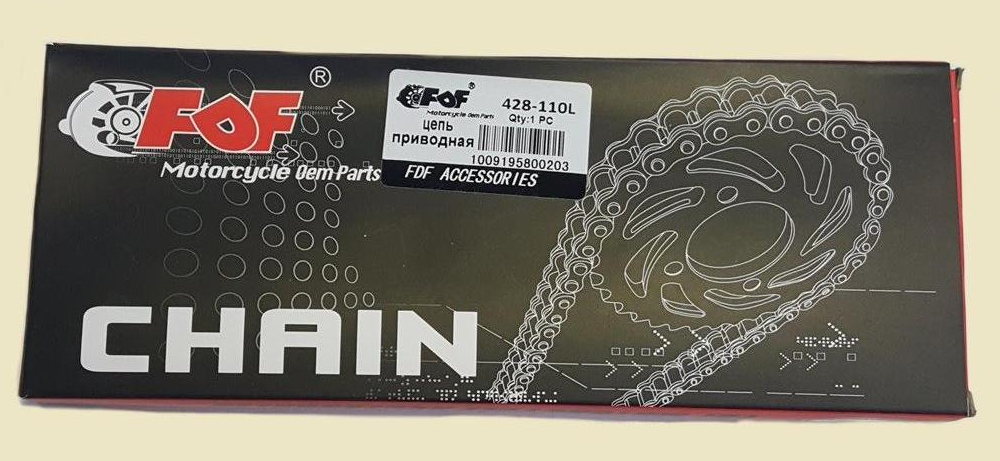 FDF ®
Motorcycle Oem Parts
FDF ®
Motorcycle Oem Parts
428-110L
Qty:1 PC
цепь
приводная
1009195800203
FDF ACCESSORIES
CHAIN